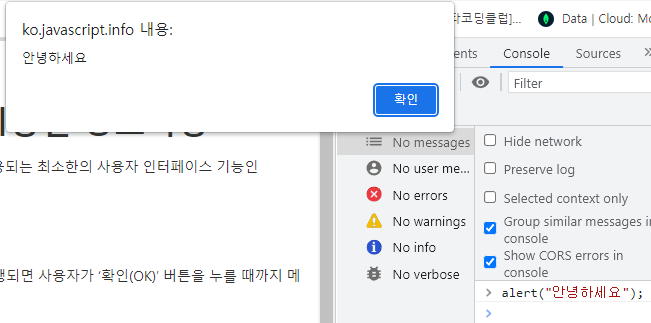 ko.javascript.info 내용:
안녕하세요
확인
타코딩클럽]...
Data | Cloud: Mo
Console
Sources
Filter
용되는 최소한의 사용자 인터페이스 기능인
행되면 사용자가 '확인(OK)' 버튼을 누를 때까지 메
No messages
No user me...
No errors
No warnings
No info
No verbose
Hide network
Preserve log
Selected context only
Group similar messages in
console
Show CORS errors in
console
> alert("안녕하세요");
>